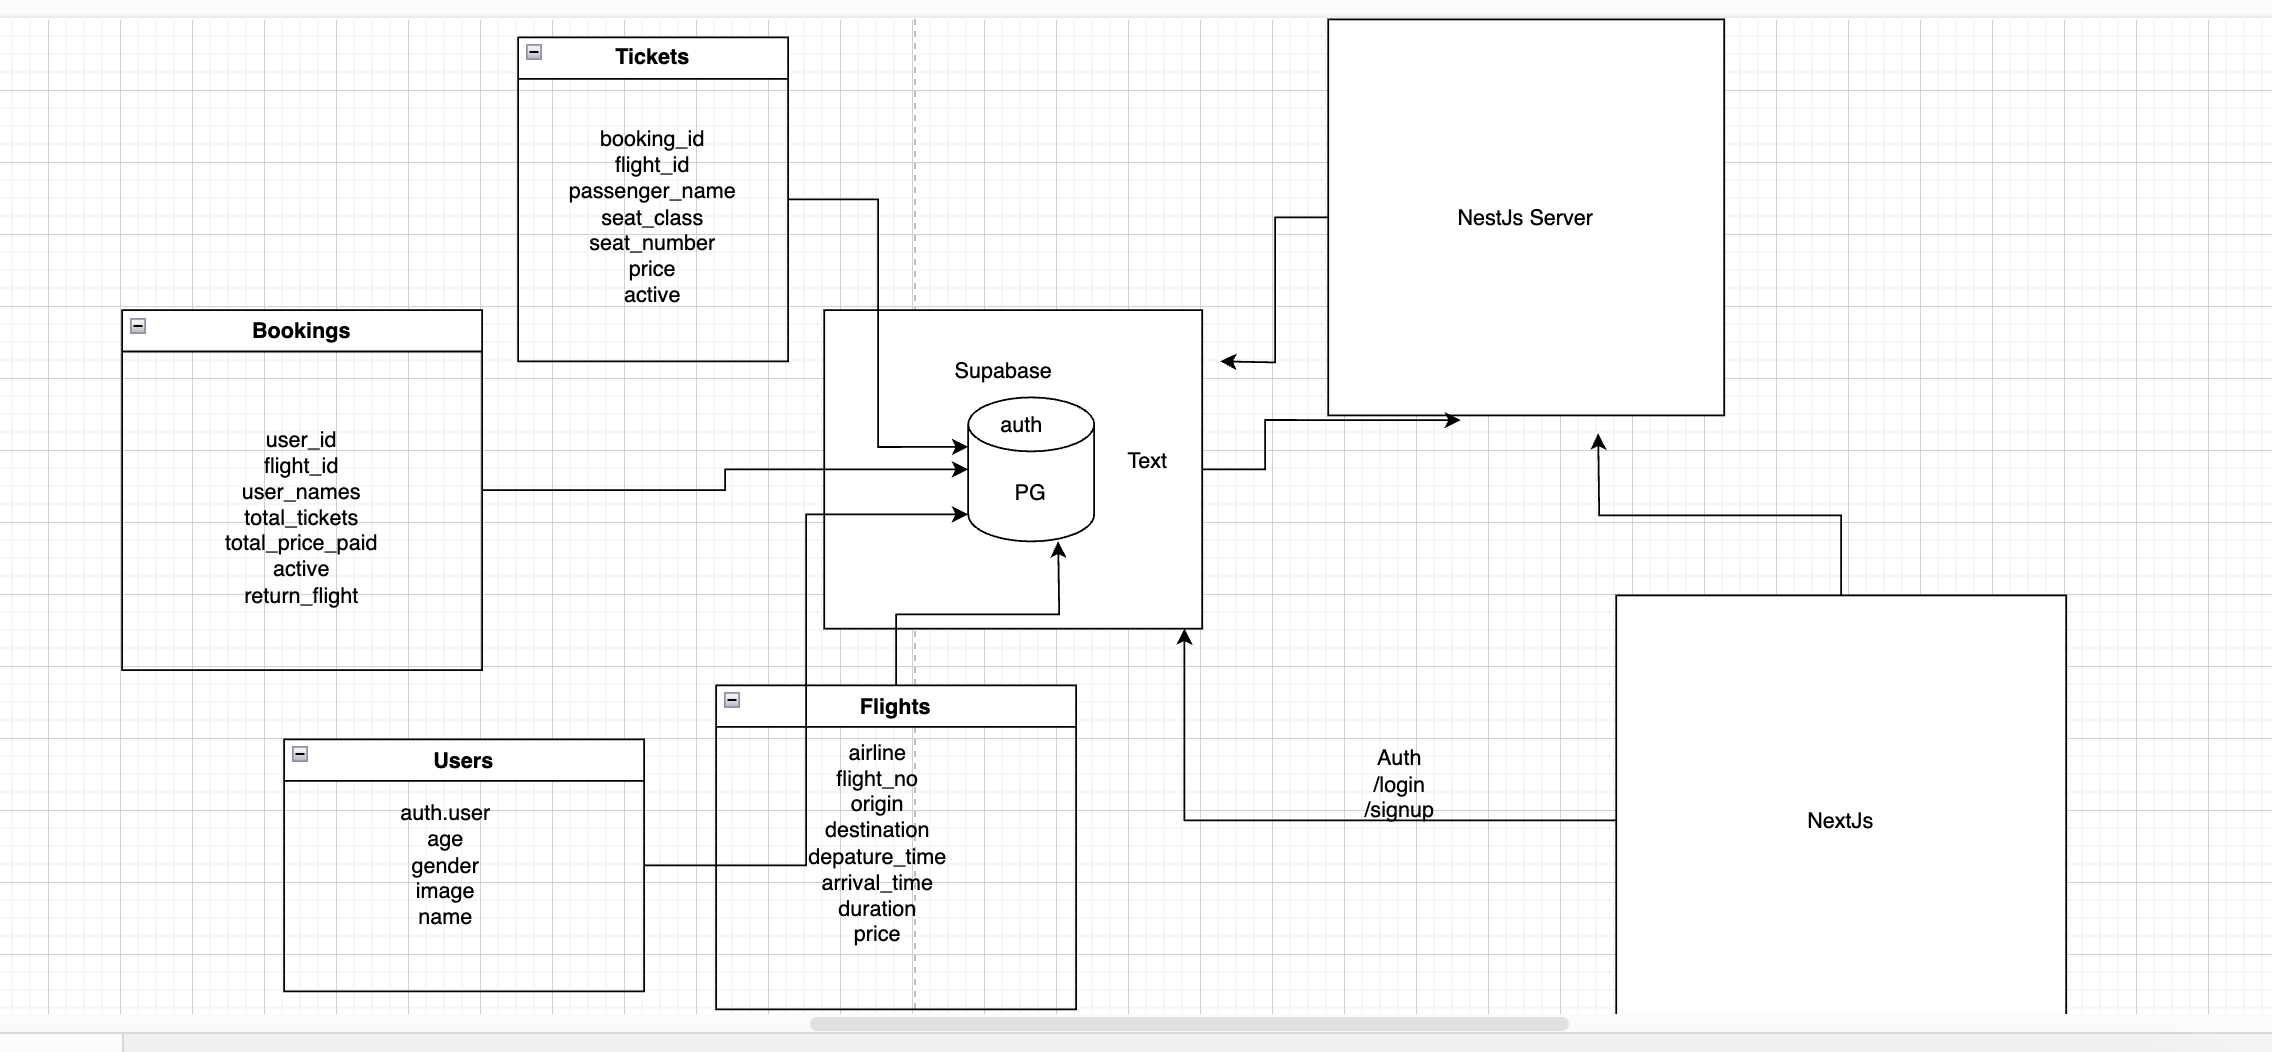 Tickets
booking_id
flight_id
passenger_name
seat_class
seat_number
price
active
NestJs Server
Bookings
user_id
flight_id
user_names
total_tickets
total_price_paid
active
return_flight
Supabase
auth
PG
Text
Users
auth.user
age
gender
image
name
Flights
airline
flight_no
origin
destination
depature_time
arrival_time
duration
price
Auth
/login
/signup
NextJs